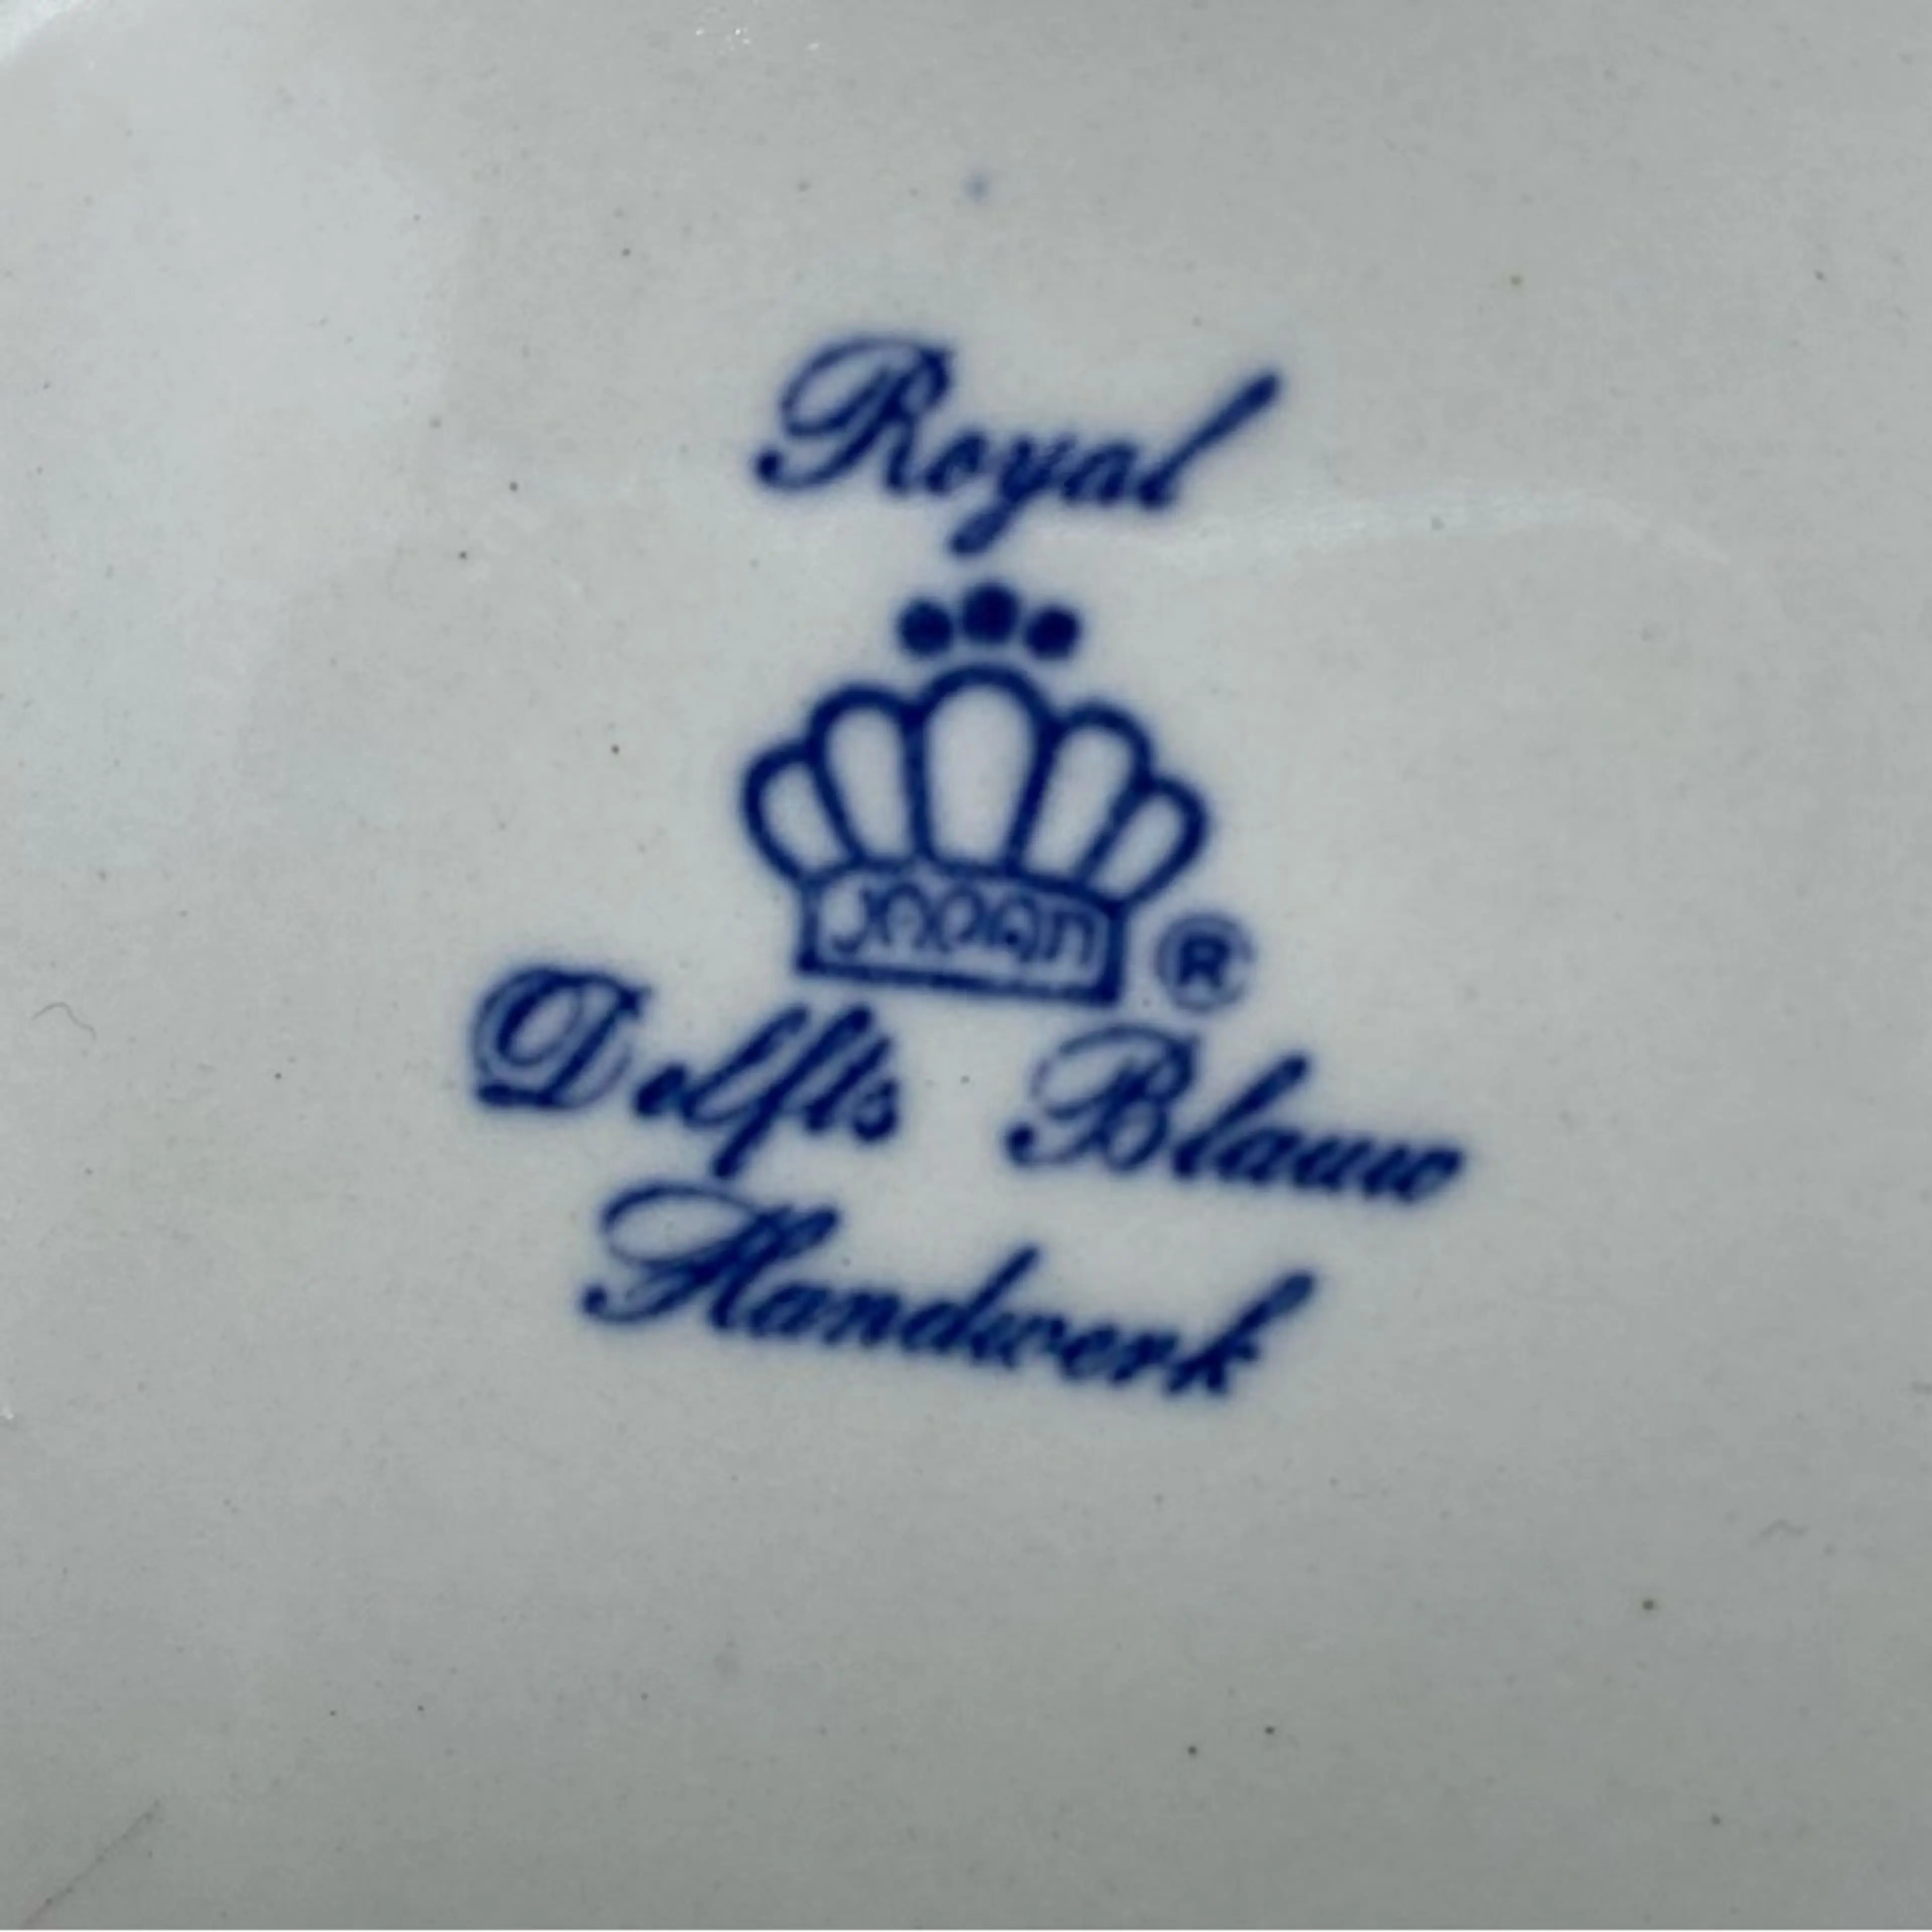 Royal
JAPAN ®
Delfts Blauw
Handwerk